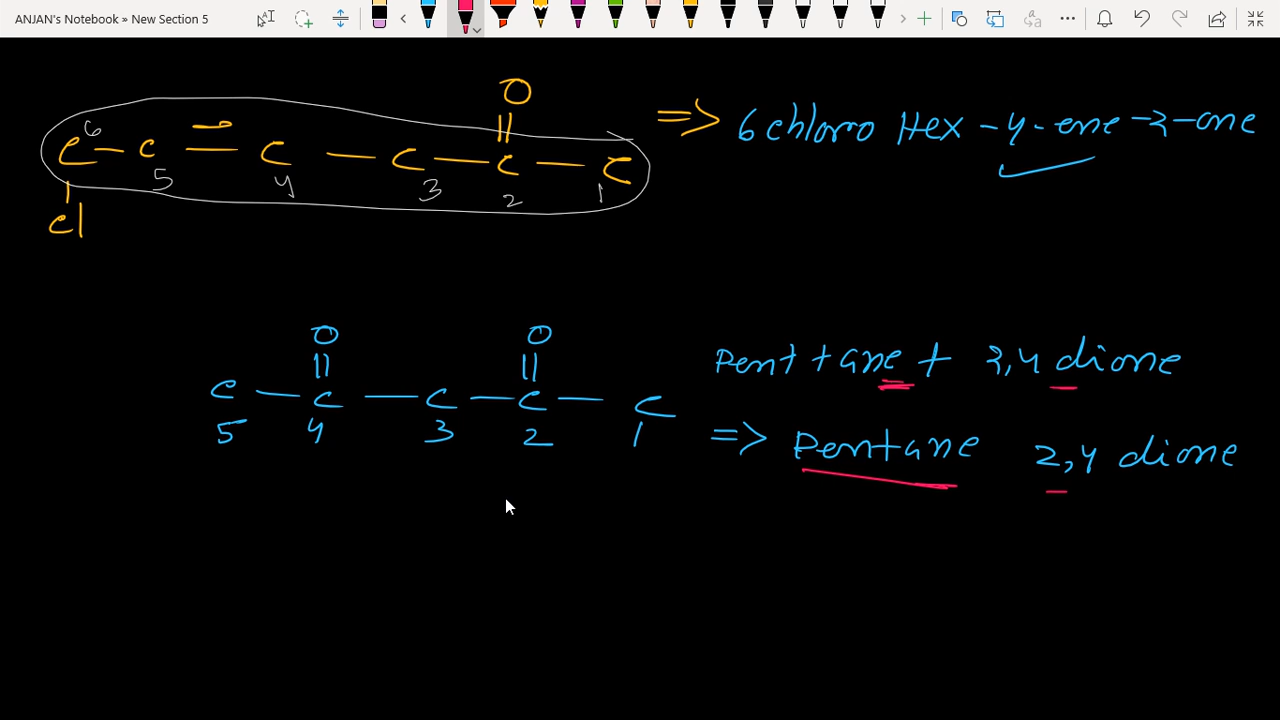 ANJAN's Notebook » New Section 5
O
6 C - C = C - C - C - C
5 4 3 2 1
cl
=> 6 chloro Hex - 4 - ene - 2 - one
O O
C - C - C - C - C
5 4 3 2 1
Pent + ane + 2,4 dione
=> Pentane 2,4 dione